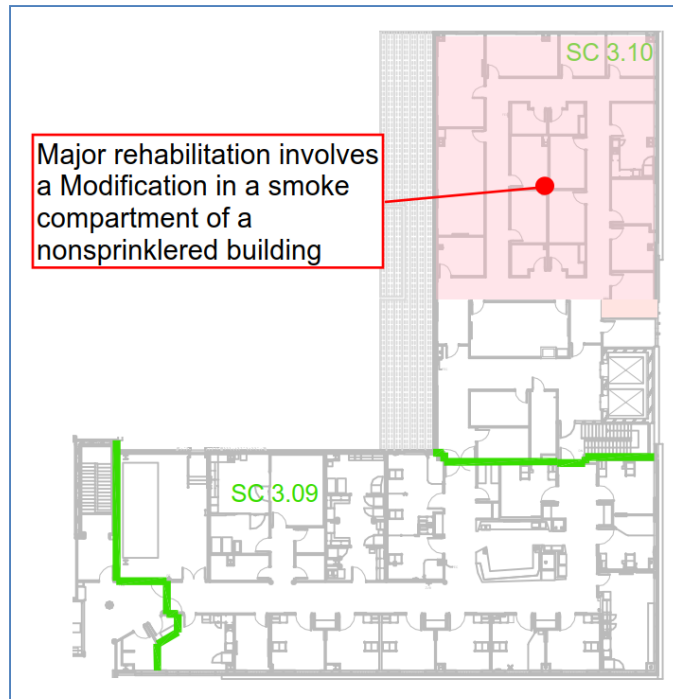 SC 3.10
Major rehabilitation involves
a Modification in a smoke
compartment of a
nonsprinklered building
SC 3.09